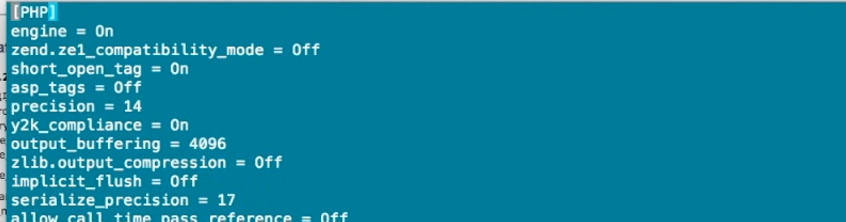 [PHP]
engine = On
zend.ze1_compatibility_mode = Off
short_open_tag = On
asp_tags = Off
precision = 14
y2k_compliance = On
output_buffering = 4096
zlib.output_compression = Off
implicit_flush = Off
serialize_precision = 17
allow_call_time_pass_reference = Off